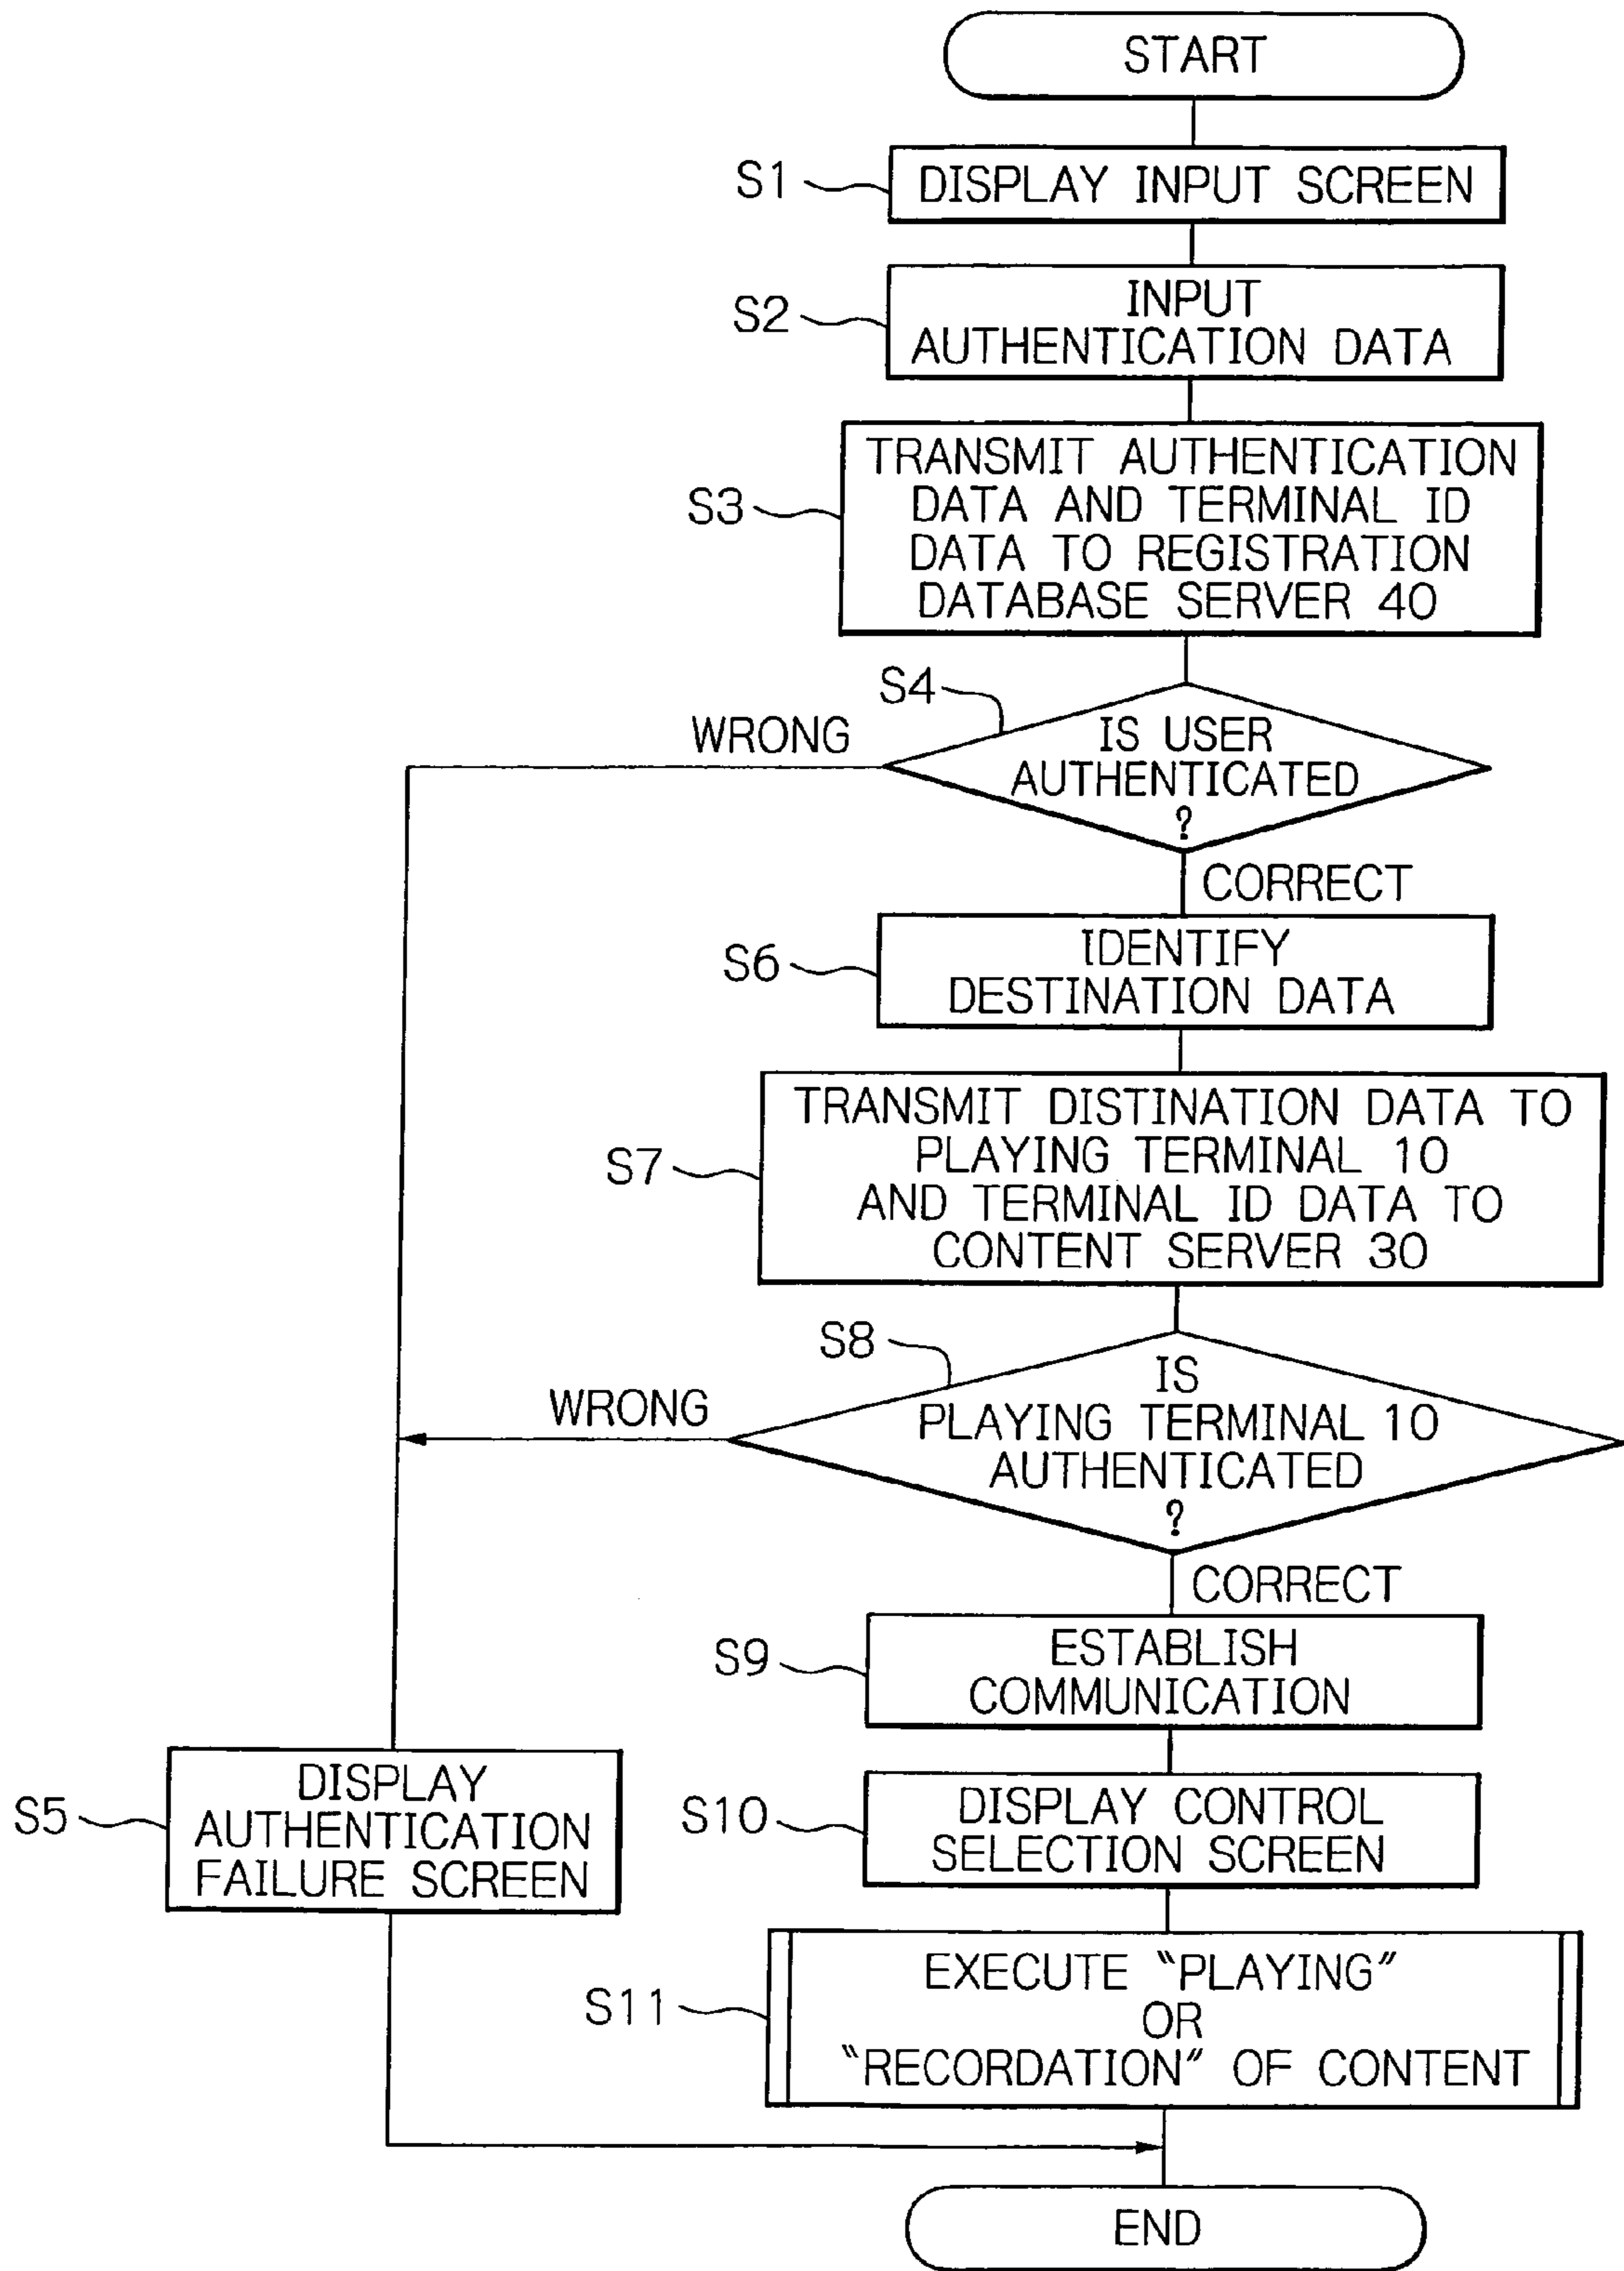 START
S1
DISPLAY INPUT SCREEN
S2
INPUT
AUTHENTICATION DATA
S3
TRANSMIT AUTHENTICATION
DATA AND TERMINAL ID
DATA TO REGISTRATION
DATABASE SERVER 40
S4
WRONG
IS USER
AUTHENTICATED
?
CORRECT
S6
IDENTIFY
DESTINATION DATA
S7
TRANSMIT DISTINATION DATA TO
PLAYING TERMINAL 10
AND TERMINAL ID DATA TO
CONTENT SERVER 30
S8
WRONG
IS
PLAYING TERMINAL 10
AUTHENTICATED
?
CORRECT
S9
ESTABLISH
COMMUNICATION
S5
DISPLAY
AUTHENTICATION
FAILURE SCREEN
S10
DISPLAY CONTROL
SELECTION SCREEN
S11
EXECUTE "PLAYING"
OR
"RECORDATION" OF CONTENT
END